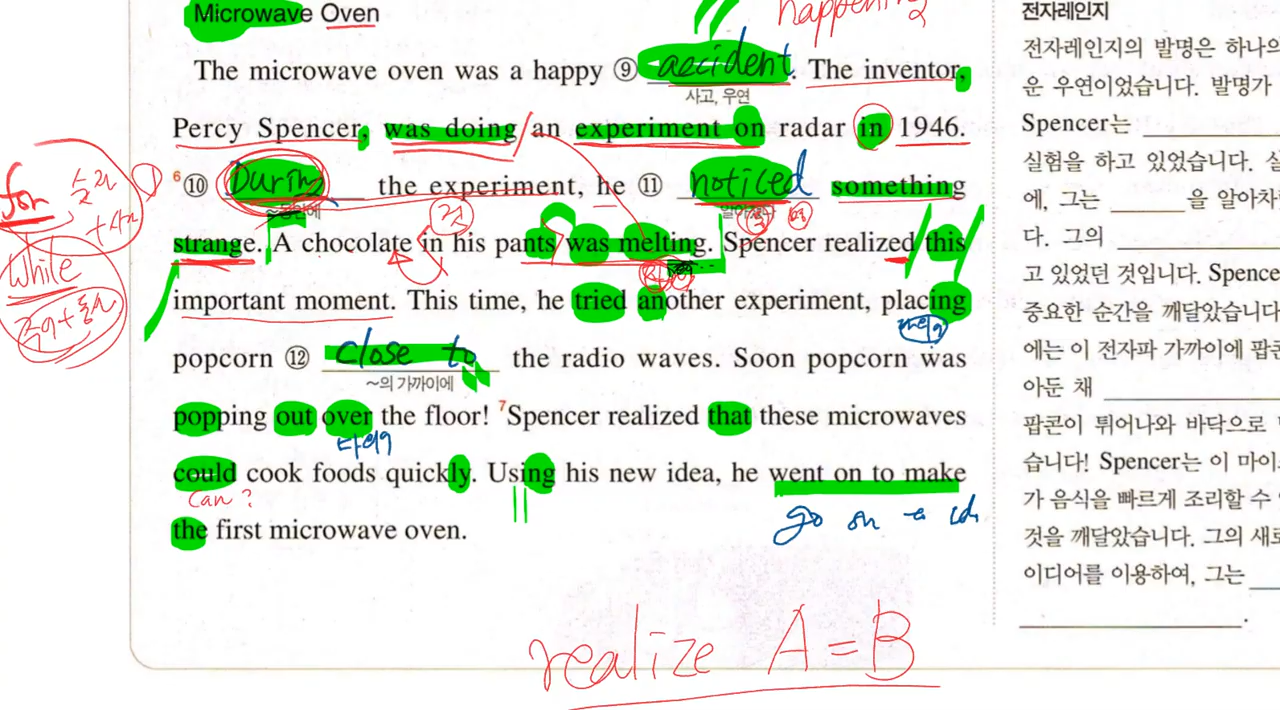 Microwave Oven
happening
The microwave oven was a happy ⑨ accident. The inventor,
사고, 우연
Percy Spencer, was doing an experiment on radar in 1946.
6 ⑩ During the experiment, he ⑪ noticed something
~동안에
strange. A chocolate in his pants was melting. Spencer realized this
important moment. This time, he tried another experiment, placing
popcorn ⑫ close to the radio waves. Soon popcorn was
~의 가까이에
popping out over the floor! 7 Spencer realized that these microwaves
could cook foods quickly. Using his new idea, he went on to make
can?
go on
the first microwave oven.
realize A = B
for
숫자
while
주어+동사
전자레인지
전자레인지의 발명은 하나의
운 우연이었습니다. 발명가
Spencer는
실험을 하고 있었습니다. 실
에, 그는 을 알아차
다. 그의
고 있었던 것입니다. Spence
중요한 순간을 깨달았습니다
에는 이 전자파 가까이에 팝콘
아둔 채
팝콘이 튀어나와 바닥으로
습니다! Spencer는 이 마이
가 음식을 빠르게 조리할 수
것을 깨달았습니다. 그의 새로
이디어를 이용하여, 그는